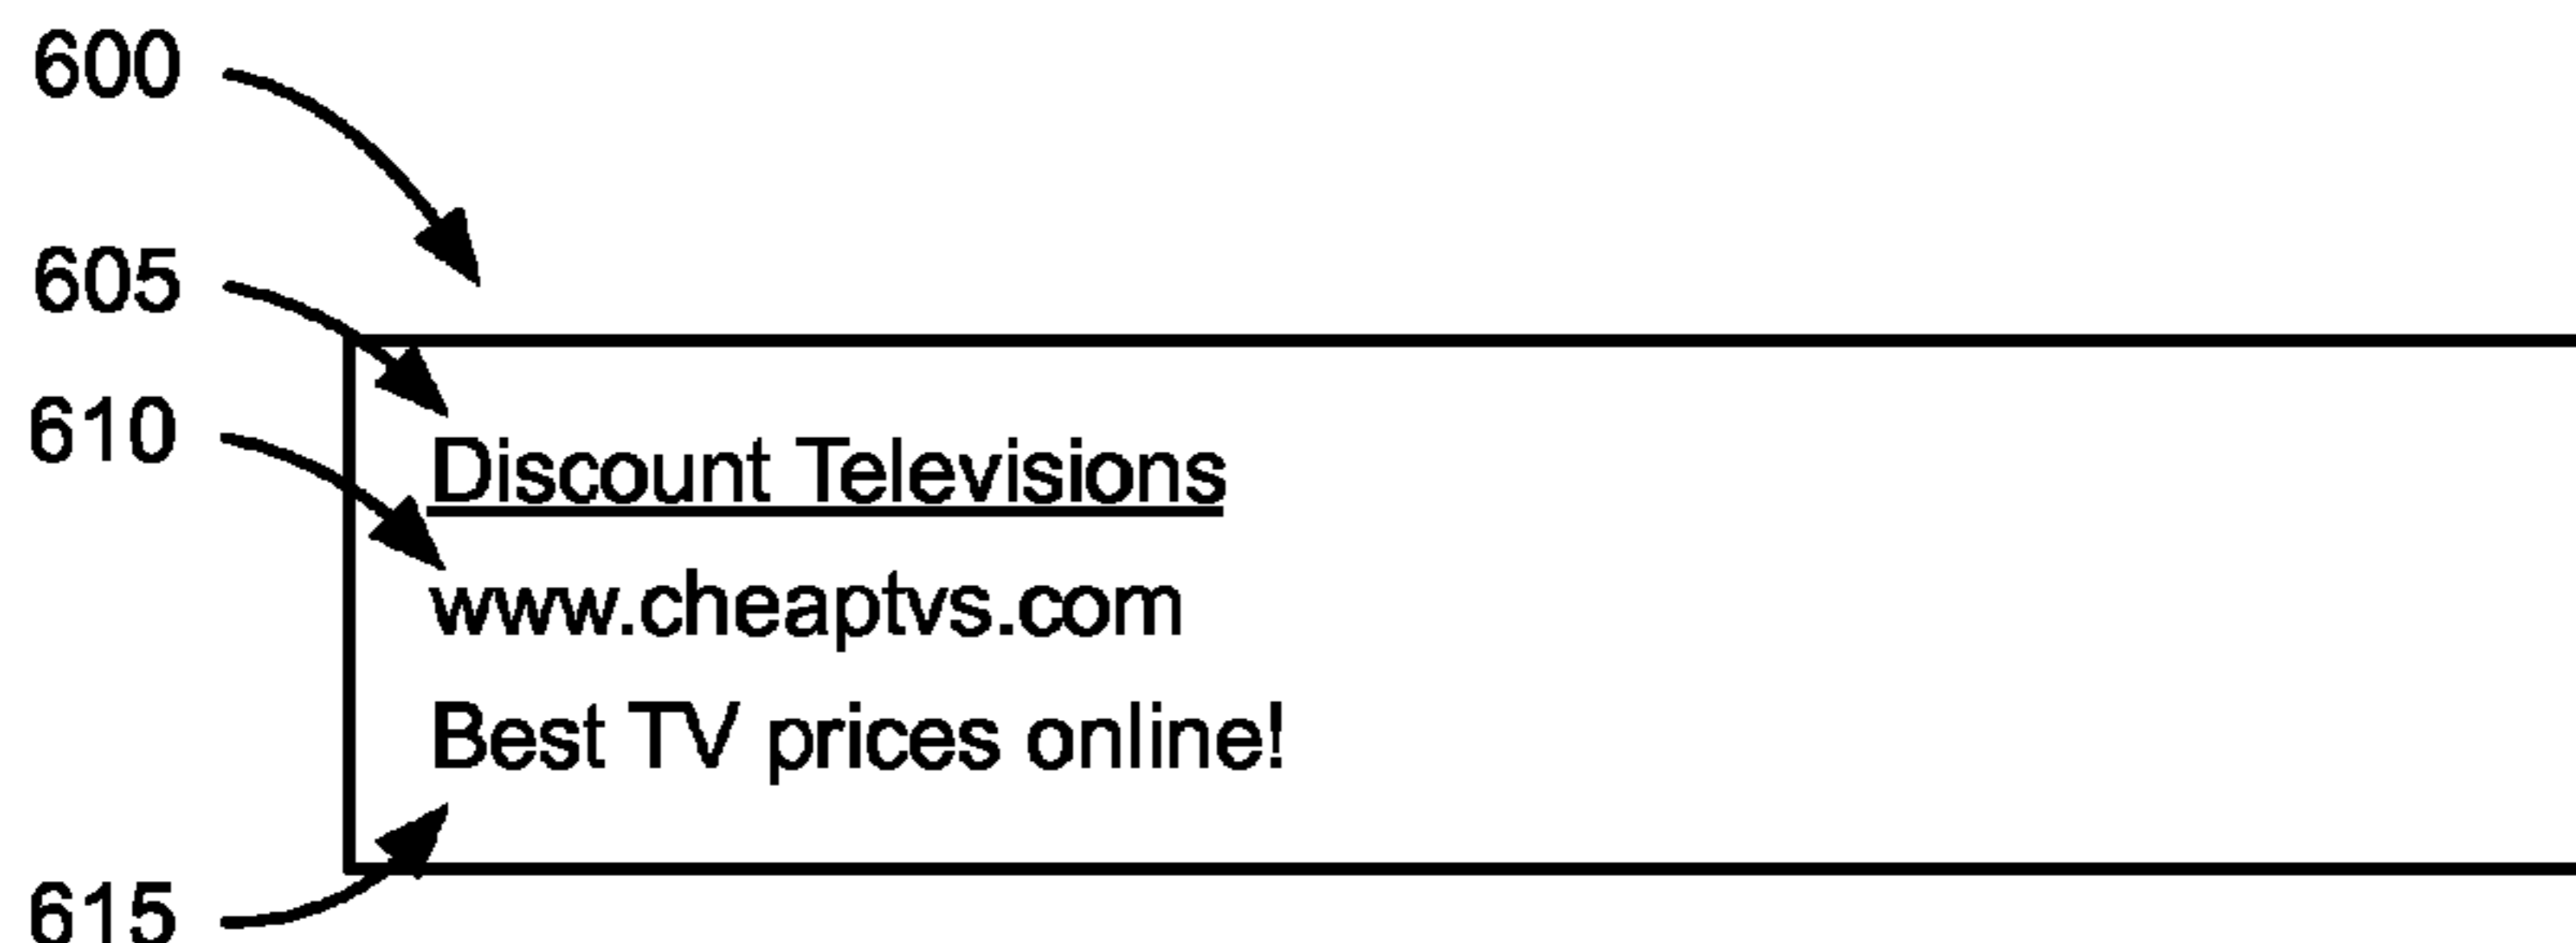 600
605
610
Discount Televisions
www.cheaptvs.com
Best TV prices online!
615